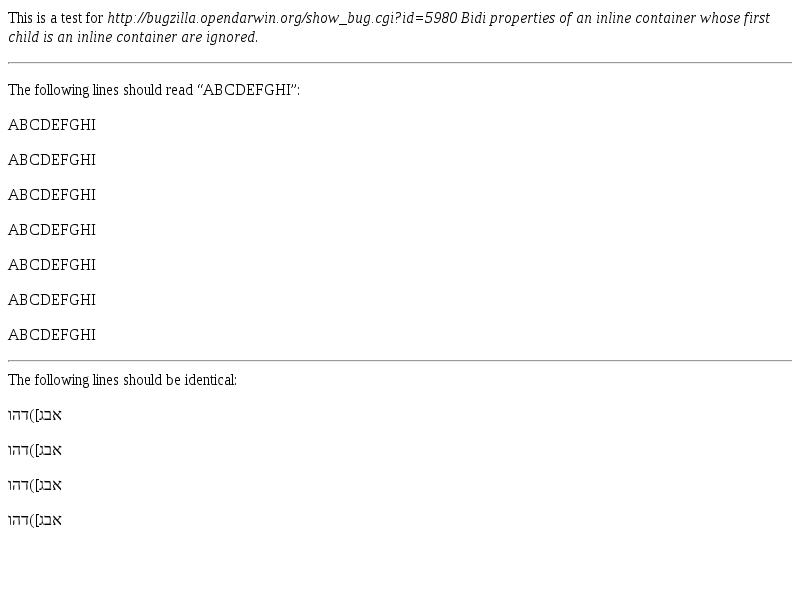 This is a test for http://bugzilla.opendarwin.org/show_bug.cgi?id=5980 Bidi properties of an inline container whose first
child is an inline container are ignored.
The following lines should read “ABCDEFGHI”:
ABCDEFGHI
ABCDEFGHI
ABCDEFGHI
ABCDEFGHI
ABCDEFGHI
ABCDEFGHI
ABCDEFGHI
The following lines should be identical:
אבג])דהו
אבג])דהו
אבג])דהו
אבג])דהו